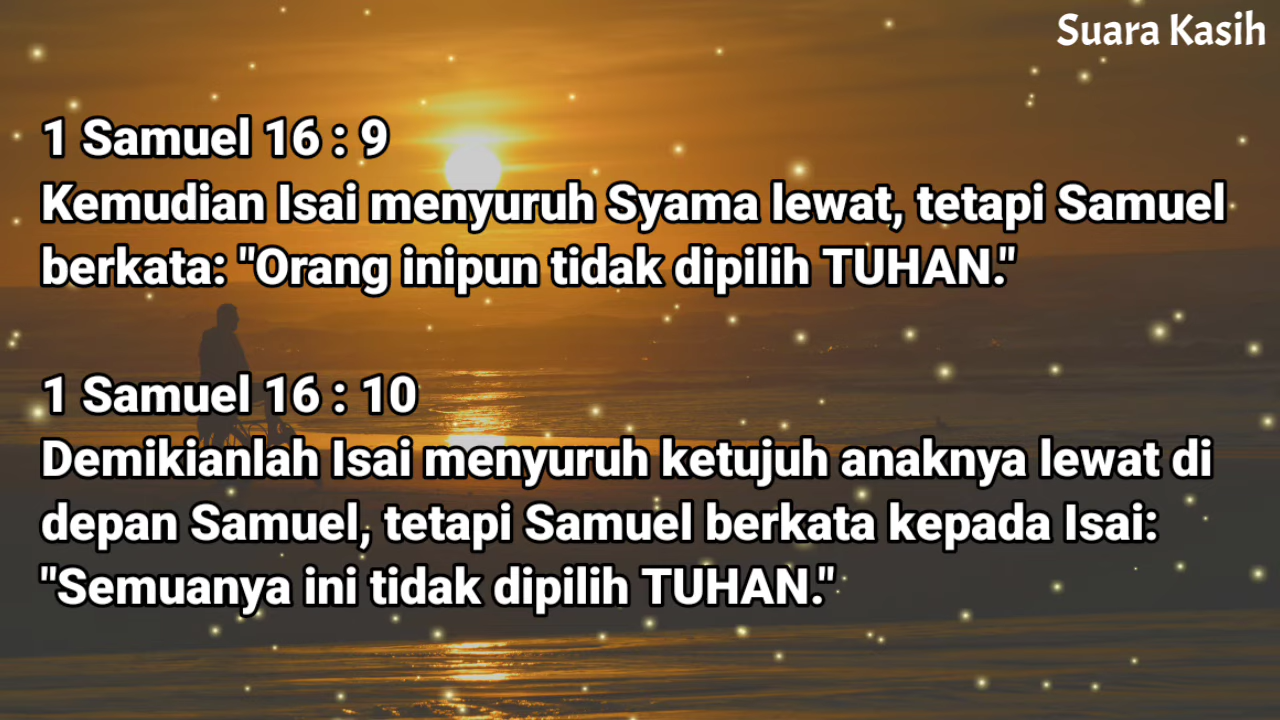 Suara Kasih
1 Samuel 16 : 9
Kemudian Isai menyuruh Syama lewat, tetapi Samuel
berkata: "Orang inipun tidak dipilih TUHAN."
1 Samuel 16 : 10
Demikianlah Isai menyuruh ketujuh anaknya lewat di
depan Samuel, tetapi Samuel berkata kepada Isai:
"Semuanya ini tidak dipilih TUHAN."